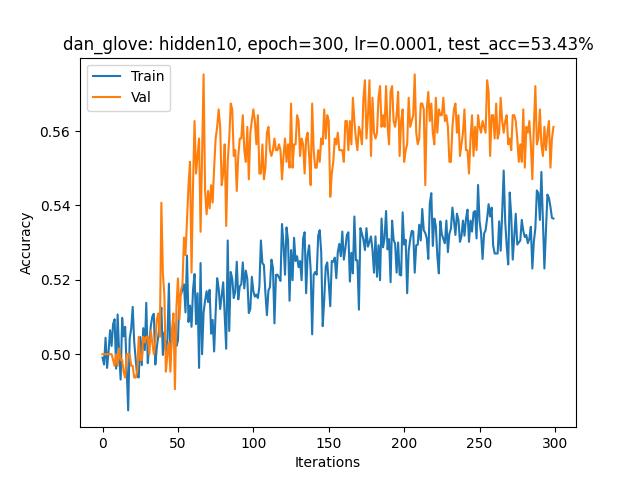 dan_glove: hidden10, epoch=300, lr=0.0001, test_acc=53.43%
Train
Val
0.56
0.54
0.52
0.50
Accuracy
0 50 100 150 200 250 300
Iterations